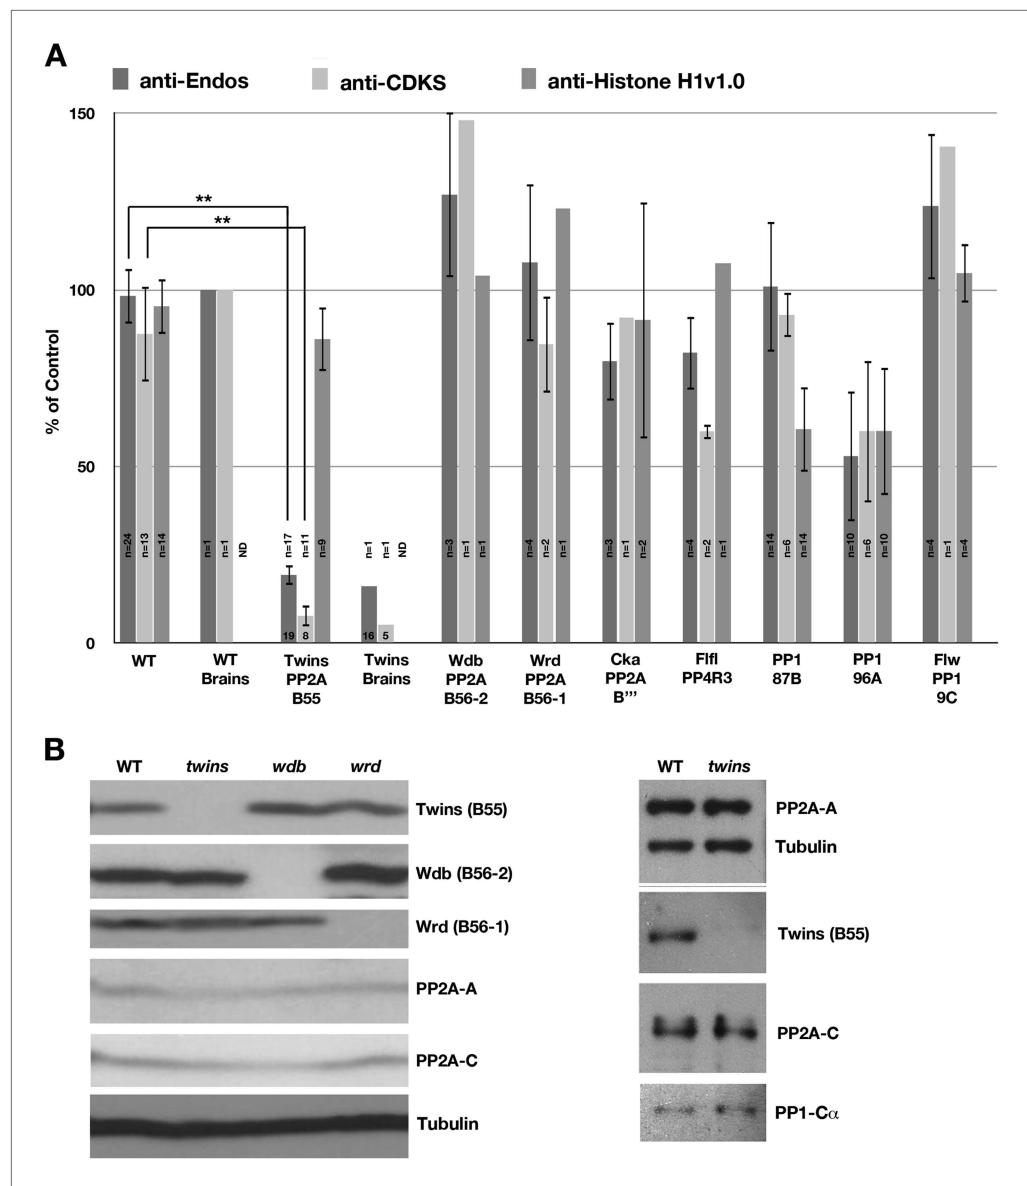 A
anti-Endos anti-CDKS anti-Histone H1v1.0
150
100
50
0
% of Control
**
**
n=24 n=13 n=14 n=1 n=1 ND n=17 n=11 n=9 n=1 n=1 ND n=3 n=1 n=1 n=4 n=2 n=1 n=3 n=1 n=2 n=4 n=2 n=1 n=14 n=6 n=14 n=10 n=6 n=10 n=4 n=1 n=4
19 8 16 5
WT
WT
Brains
Twins
PP2A
B55
Twins
Brains
Wdb
PP2A
B56-2
Wrd
PP2A
B56-1
Cka
PP2A
B'''
Flfl
PP4R3
PP1
87B
PP1
96A
Flw
PP1
9C
B
WT twins wdb wrd
Twins (B55)
Wdb (B56-2)
Wrd (B56-1)
PP2A-A
PP2A-C
Tubulin
WT twins
PP2A-A
Tubulin
Twins (B55)
PP2A-C
PP1-Cα